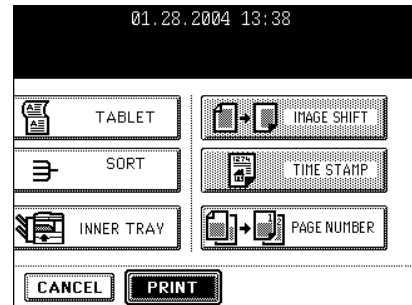 01.28.2004 13:38
TABLET
IMAGE SHIFT
SORT
TIME STAMP
INNER TRAY
PAGE NUMBER
CANCEL
PRINT